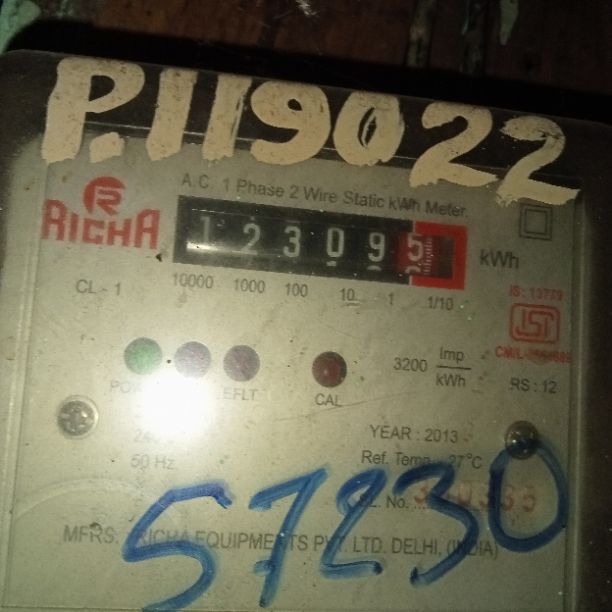 P.119022
A.C. 1 Phase 2 Wire Static kWh Meter.
R
RICHA
1 2 3 0 9 5
kWh
CL - 1
10000 1000 100 10 1 1/10
ISI
3200 Imp
kWh
RS : 12
EFLT
CAL
50 Hz
YEAR : 2013
Ref. Temp. 27°C
SL. No.
57230
MFRS. RICHA EQUIPMENTS PVT. LTD. DELHI, (INDIA)